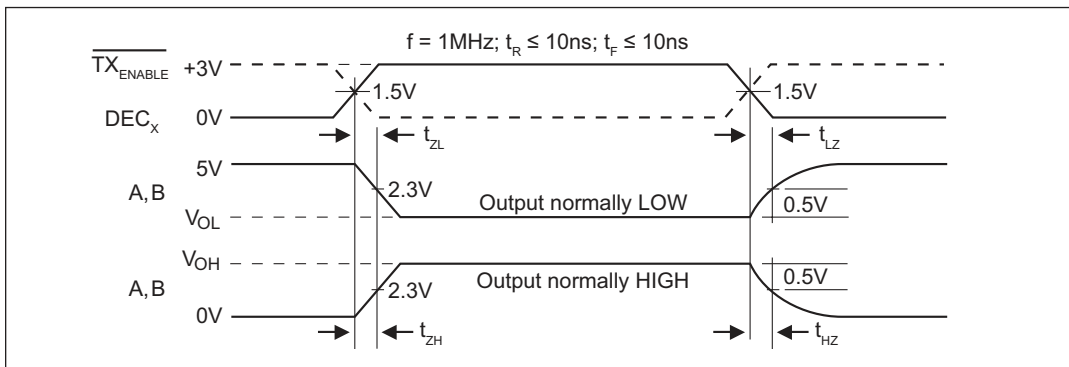 f = 1MHz; tR ≤ 10ns; tF ≤ 10ns
TXENABLE
+3V
1.5V
1.5V
DECX
0V
tZL
tLZ
5V
A, B
2.3V
Output normally LOW
0.5V
VOL
VOH
0.5V
Output normally HIGH
A, B
2.3V
0V
tZH
tHZ